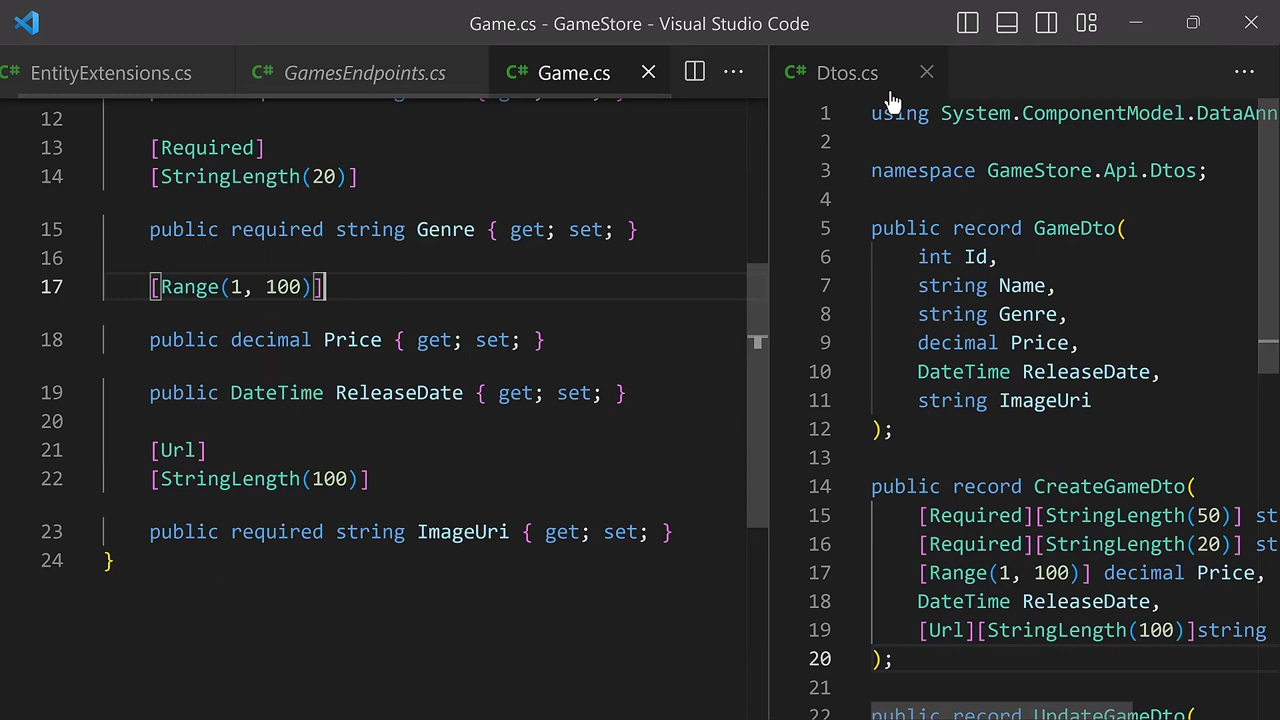 Game.cs - GameStore - Visual Studio Code
C# EntityExtensions.cs
C# GamesEndpoints.cs
C# Game.cs
C# Dtos.cs
12
13 [Required]
14 [StringLength(20)]
15 public required string Genre { get; set; }
16
17 [Range(1, 100)]
18 public decimal Price { get; set; }
19 public DateTime ReleaseDate { get; set; }
20
21 [Url]
22 [StringLength(100)]
23 public required string ImageUri { get; set; }
24 }
1 using System.ComponentModel.DataAnn
2
3 namespace GameStore.Api.Dtos;
4
5 public record GameDto(
6 int Id,
7 string Name,
8 string Genre,
9 decimal Price,
10 DateTime ReleaseDate,
11 string ImageUri
12 );
13
14 public record CreateGameDto(
15 [Required][StringLength(50)] st
16 [Required][StringLength(20)] st
17 [Range(1, 100)] decimal Price,
18 DateTime ReleaseDate,
19 [Url][StringLength(100)]string
20 );
21
22 public record UpdateGameDto(